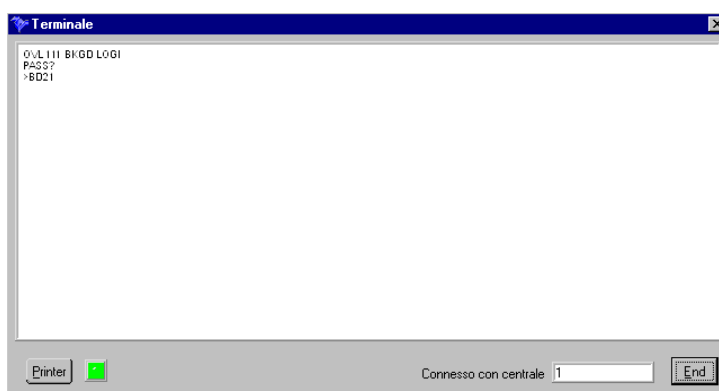 Terminale
OVL111 BKGD LOGI
PASS?
>BD21
Printer
Connesso con centrale 1
End